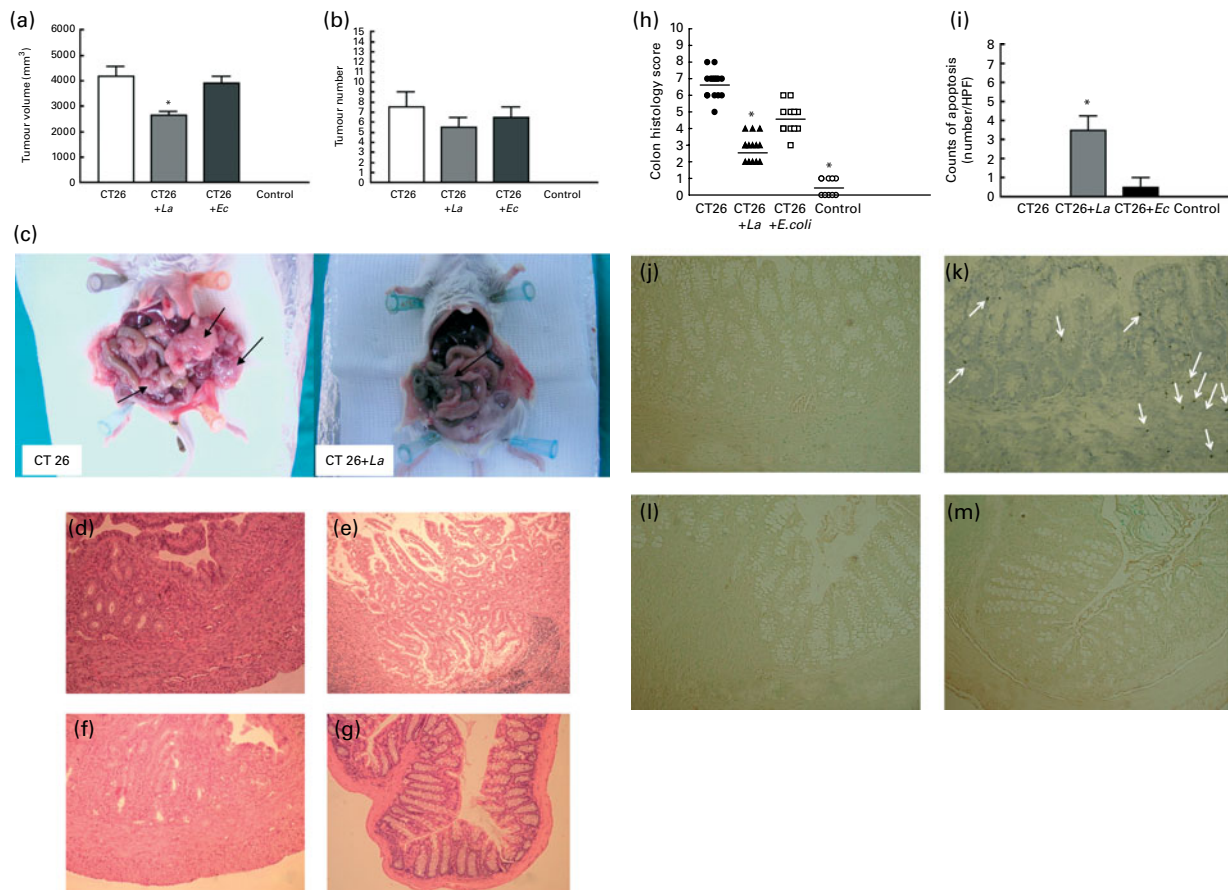 (a)
6000
5000
4000
3000
2000
1000
0
Tumour volume (mm³)
*
CT26
CT26
+La
CT26
+Ec
Control
(b)
15
14
13
12
11
10
9
8
7
6
5
4
3
2
1
0
Tumour number
CT26
CT26
+La
CT26
+Ec
Control
(c)
CT 26
CT 26+La
(d)
(e)
(f)
(g)
(h)
10
9
8
7
6
5
4
3
2
1
0
Colon histology score
*
*
CT26
CT26
+La
CT26
+E.coli
Control
(i)
8
7
6
5
4
3
2
1
0
Counts of apoptosis
(number/HPF)
*
CT26
CT26+La
CT26+Ec
Control
(j)
(k)
(l)
(m)